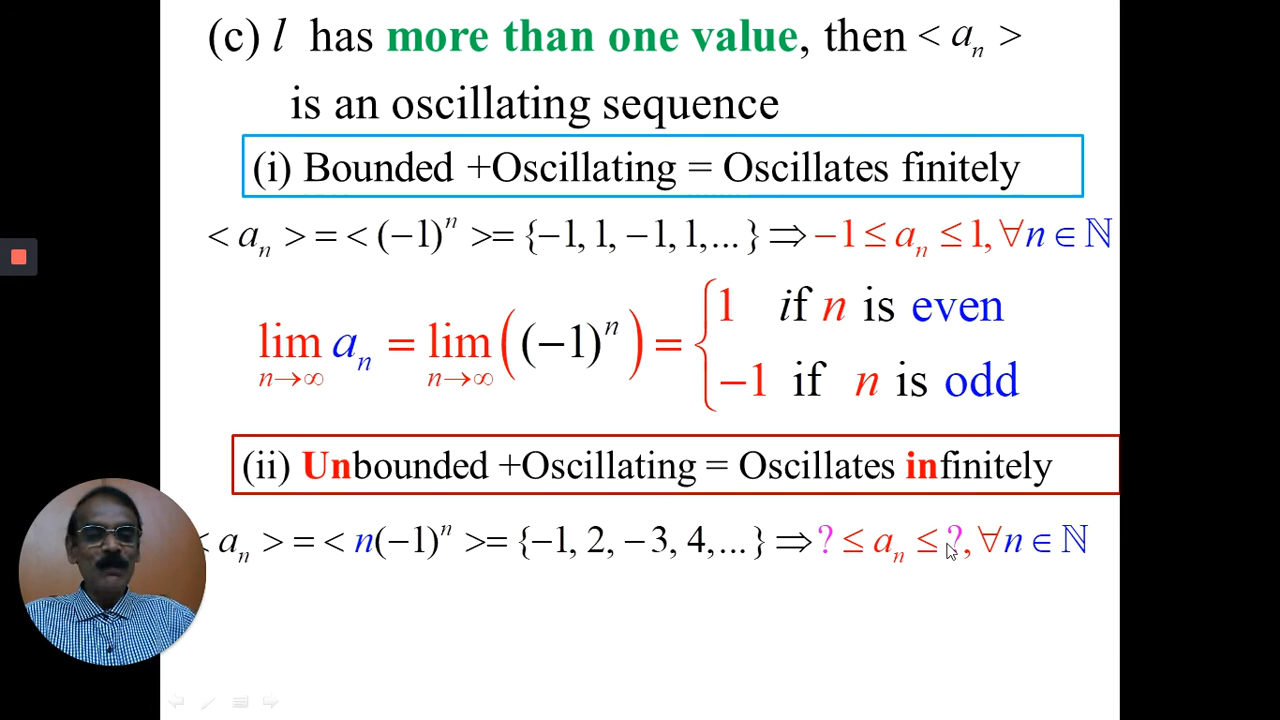 (c) l has more than one value, then < aₙ >
is an oscillating sequence
(i) Bounded +Oscillating = Oscillates finitely
< aₙ > = < (−1)ⁿ >= {−1, 1, −1, 1,... } ⇒ −1 ≤ aₙ ≤ 1, ∀n ∈ ℕ
lim n→∞ aₙ = lim n→∞ ((−1)ⁿ) = { 1 if n is even
−1 if n is odd
(ii) Unbounded +Oscillating = Oscillates infinitely
< aₙ > = < n(−1)ⁿ >= {−1, 2, −3, 4,... } ⇒ ? ≤ aₙ ≤ ?, ∀n ∈ ℕ